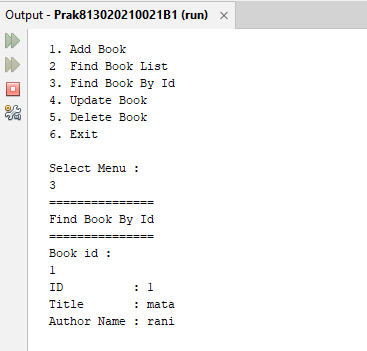 Output - Prak813020210021B1 (run) ×
1. Add Book
2  Find Book List
3. Find Book By Id
4. Update Book
5. Delete Book
6. Exit
Select Menu :
3
===============
Find Book By Id
===============
Book id :
1
ID          : 1
Title       : mata
Author Name : rani